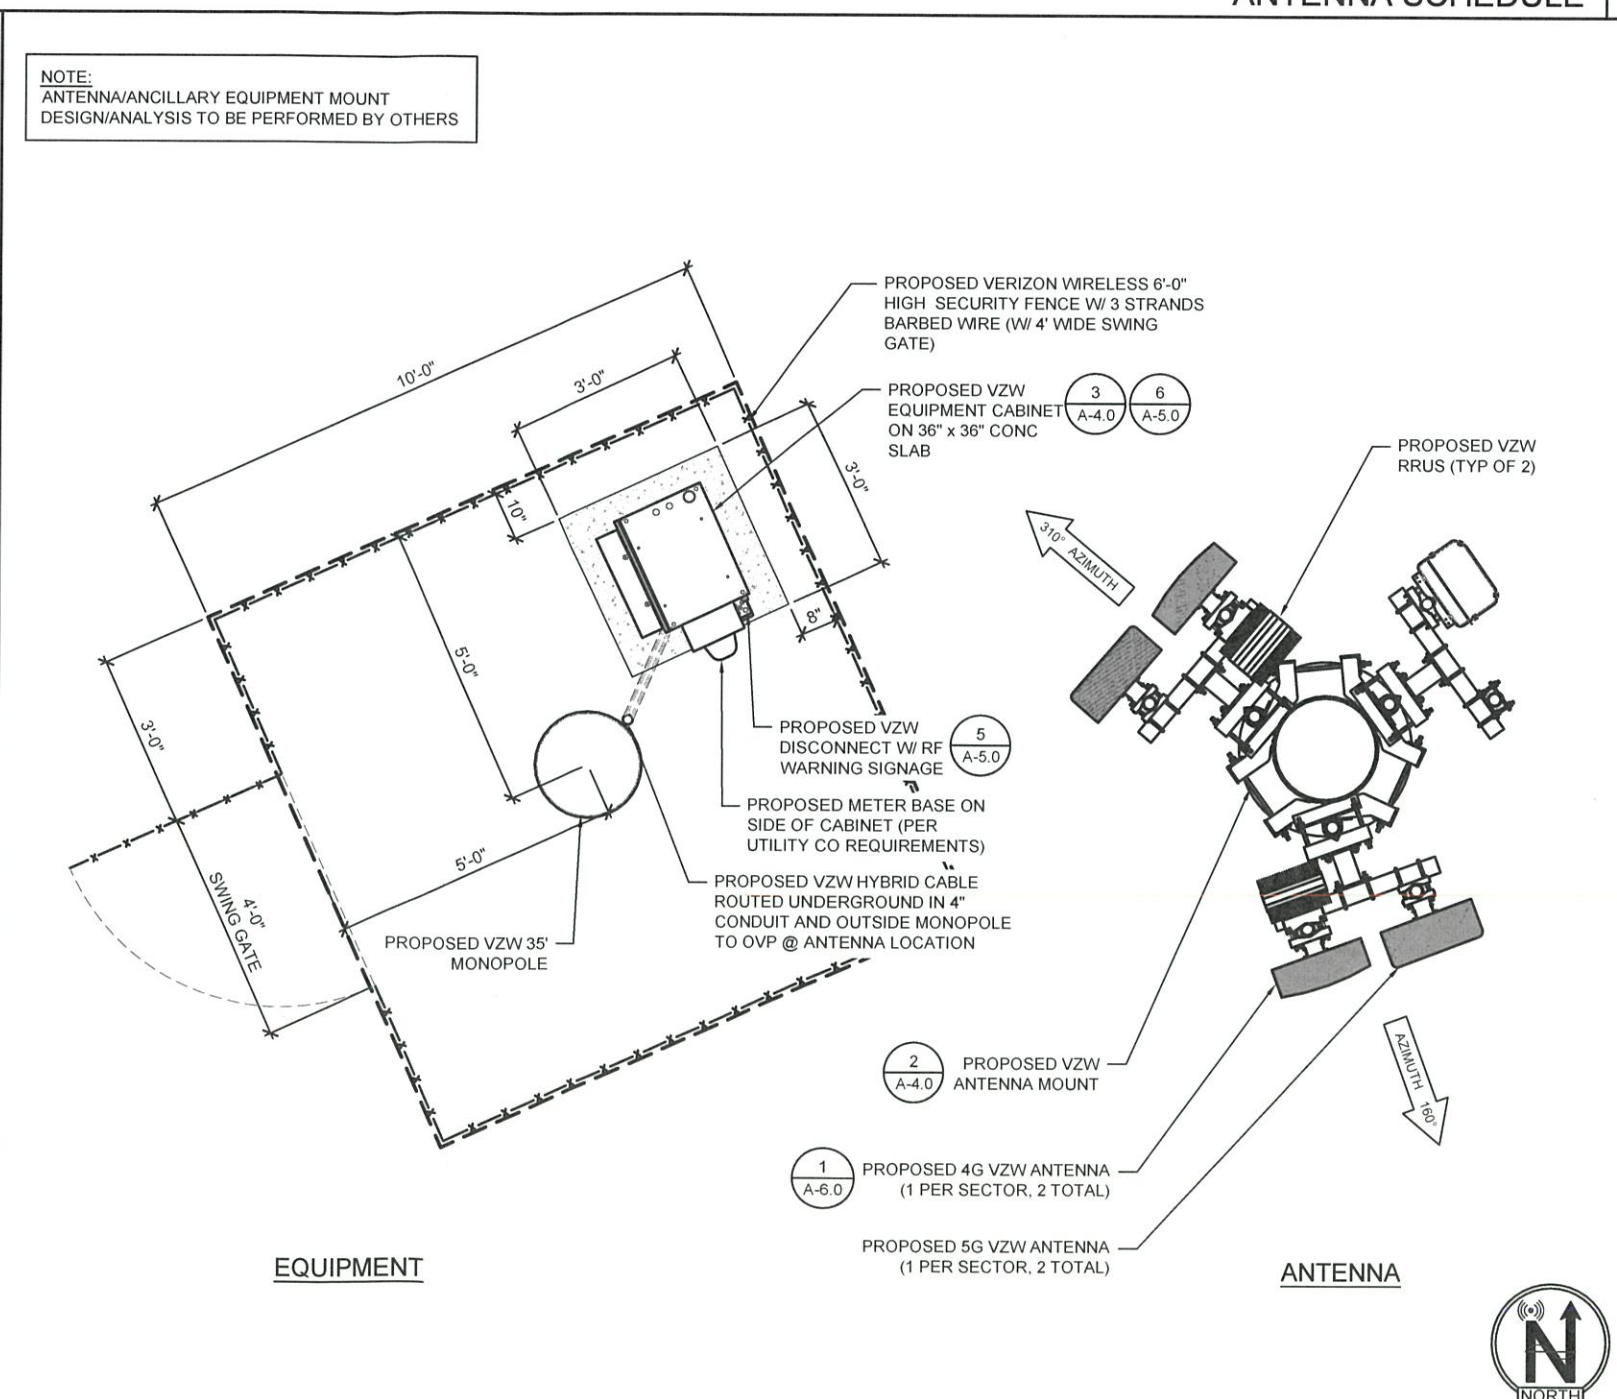 ANTENNA SCHEDULE
NOTE:
ANTENNA/ANCILLARY EQUIPMENT MOUNT
DESIGN/ANALYSIS TO BE PERFORMED BY OTHERS
10'-0"
3'-0"
10"
3'-0"
8"
5'-0"
5'-0"
3'-0"
4'-0"
SWING GATE
PROPOSED VERIZON WIRELESS 6'-0"
HIGH SECURITY FENCE W/ 3 STRANDS
BARBED WIRE (W/ 4' WIDE SWING
GATE)
PROPOSED VZW
EQUIPMENT CABINET
ON 36" x 36" CONC
SLAB
3
A-4.0
6
A-5.0
PROPOSED VZW
RRUS (TYP OF 2)
310° AZIMUTH
PROPOSED VZW
DISCONNECT W/ RF
WARNING SIGNAGE
5
A-5.0
PROPOSED METER BASE ON
SIDE OF CABINET (PER
UTILITY CO REQUIREMENTS)
PROPOSED VZW HYBRID CABLE
ROUTED UNDERGROUND IN 4"
CONDUIT AND OUTSIDE MONOPOLE
TO OVP @ ANTENNA LOCATION
PROPOSED VZW 35'
MONOPOLE
2
A-4.0
PROPOSED VZW
ANTENNA MOUNT
AZIMUTH 160°
1
A-6.0
PROPOSED 4G VZW ANTENNA
(1 PER SECTOR, 2 TOTAL)
PROPOSED 5G VZW ANTENNA
(1 PER SECTOR, 2 TOTAL)
EQUIPMENT
ANTENNA
N
NORTH